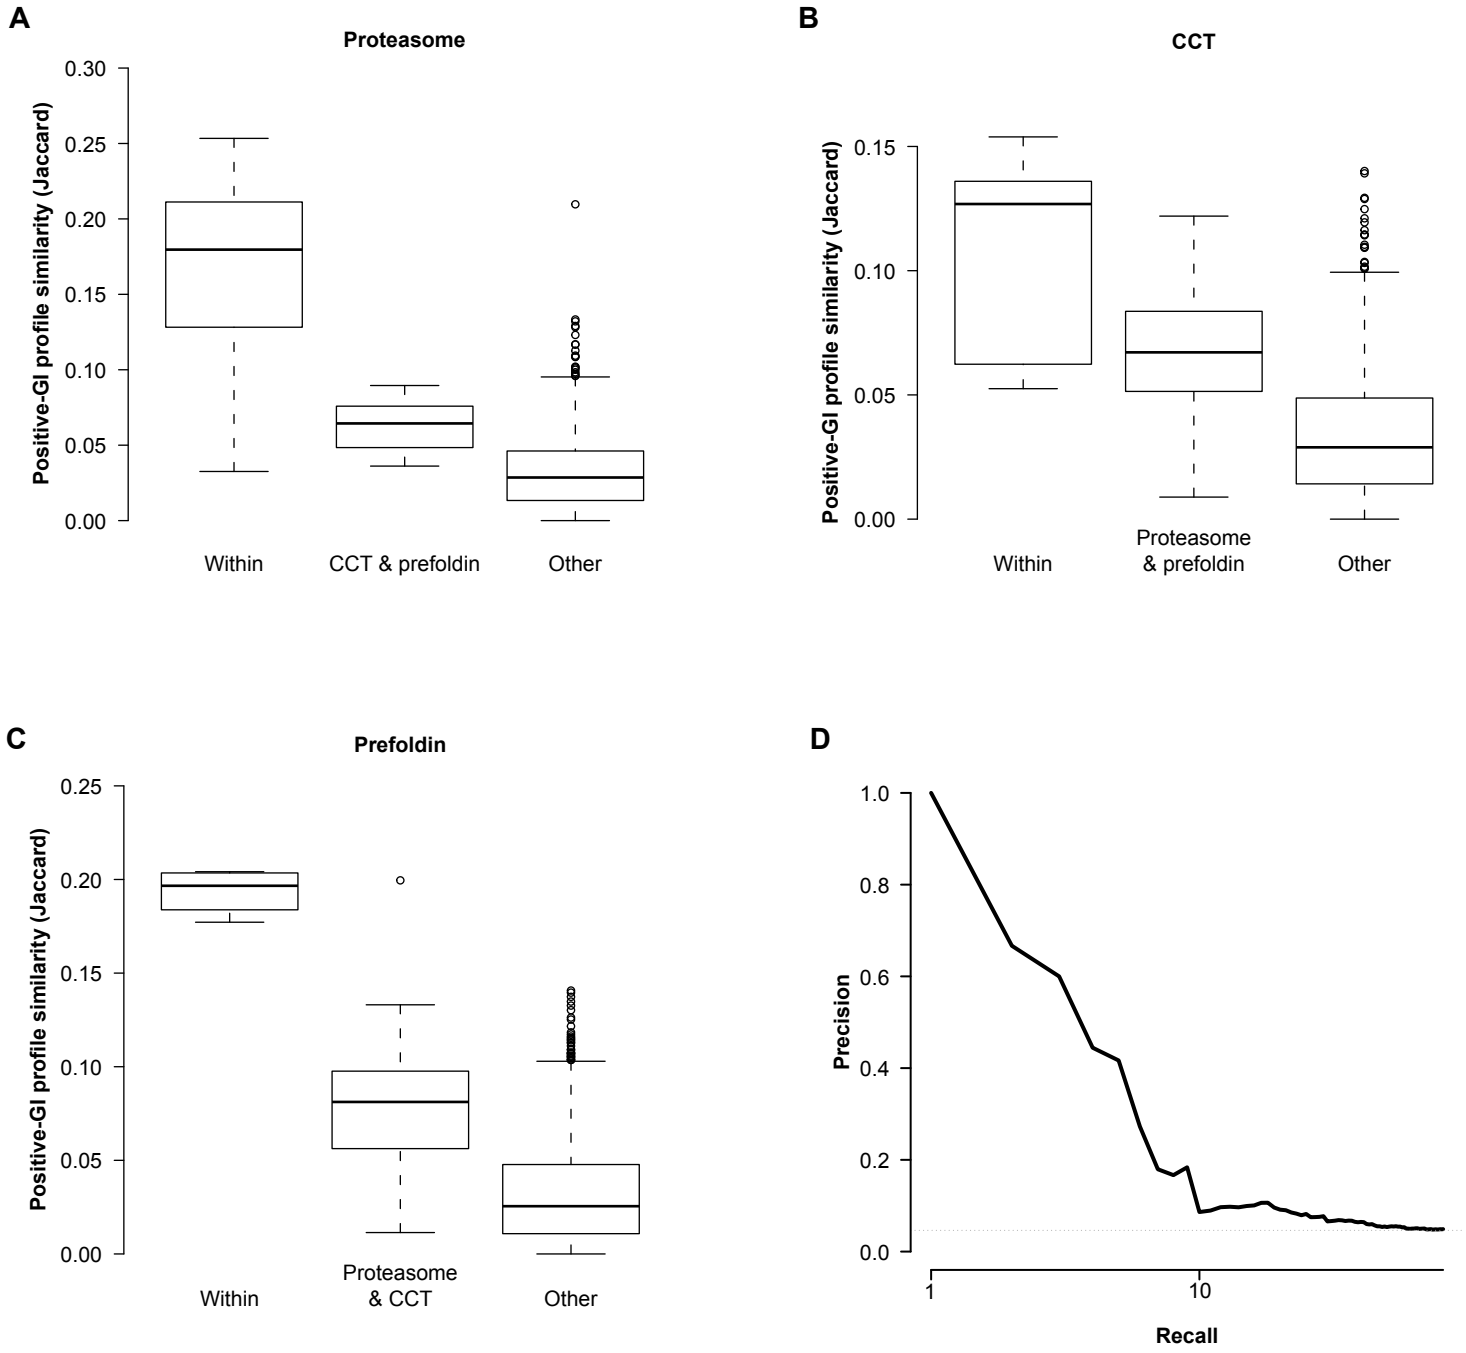 A
Proteasome
Positive-GI profile similarity (Jaccard)
0.30
0.25
0.20
0.15
0.10
0.05
0.00
Within
CCT & prefoldin
Other
B
CCT
Positive-GI profile similarity (Jaccard)
0.15
0.10
0.05
0.00
Within
Proteasome
& prefoldin
Other
C
Prefoldin
Positive-GI profile similarity (Jaccard)
0.25
0.20
0.15
0.10
0.05
0.00
Within
Proteasome
& CCT
Other
D
Precision
1.0
0.8
0.6
0.4
0.2
0.0
1
10
Recall